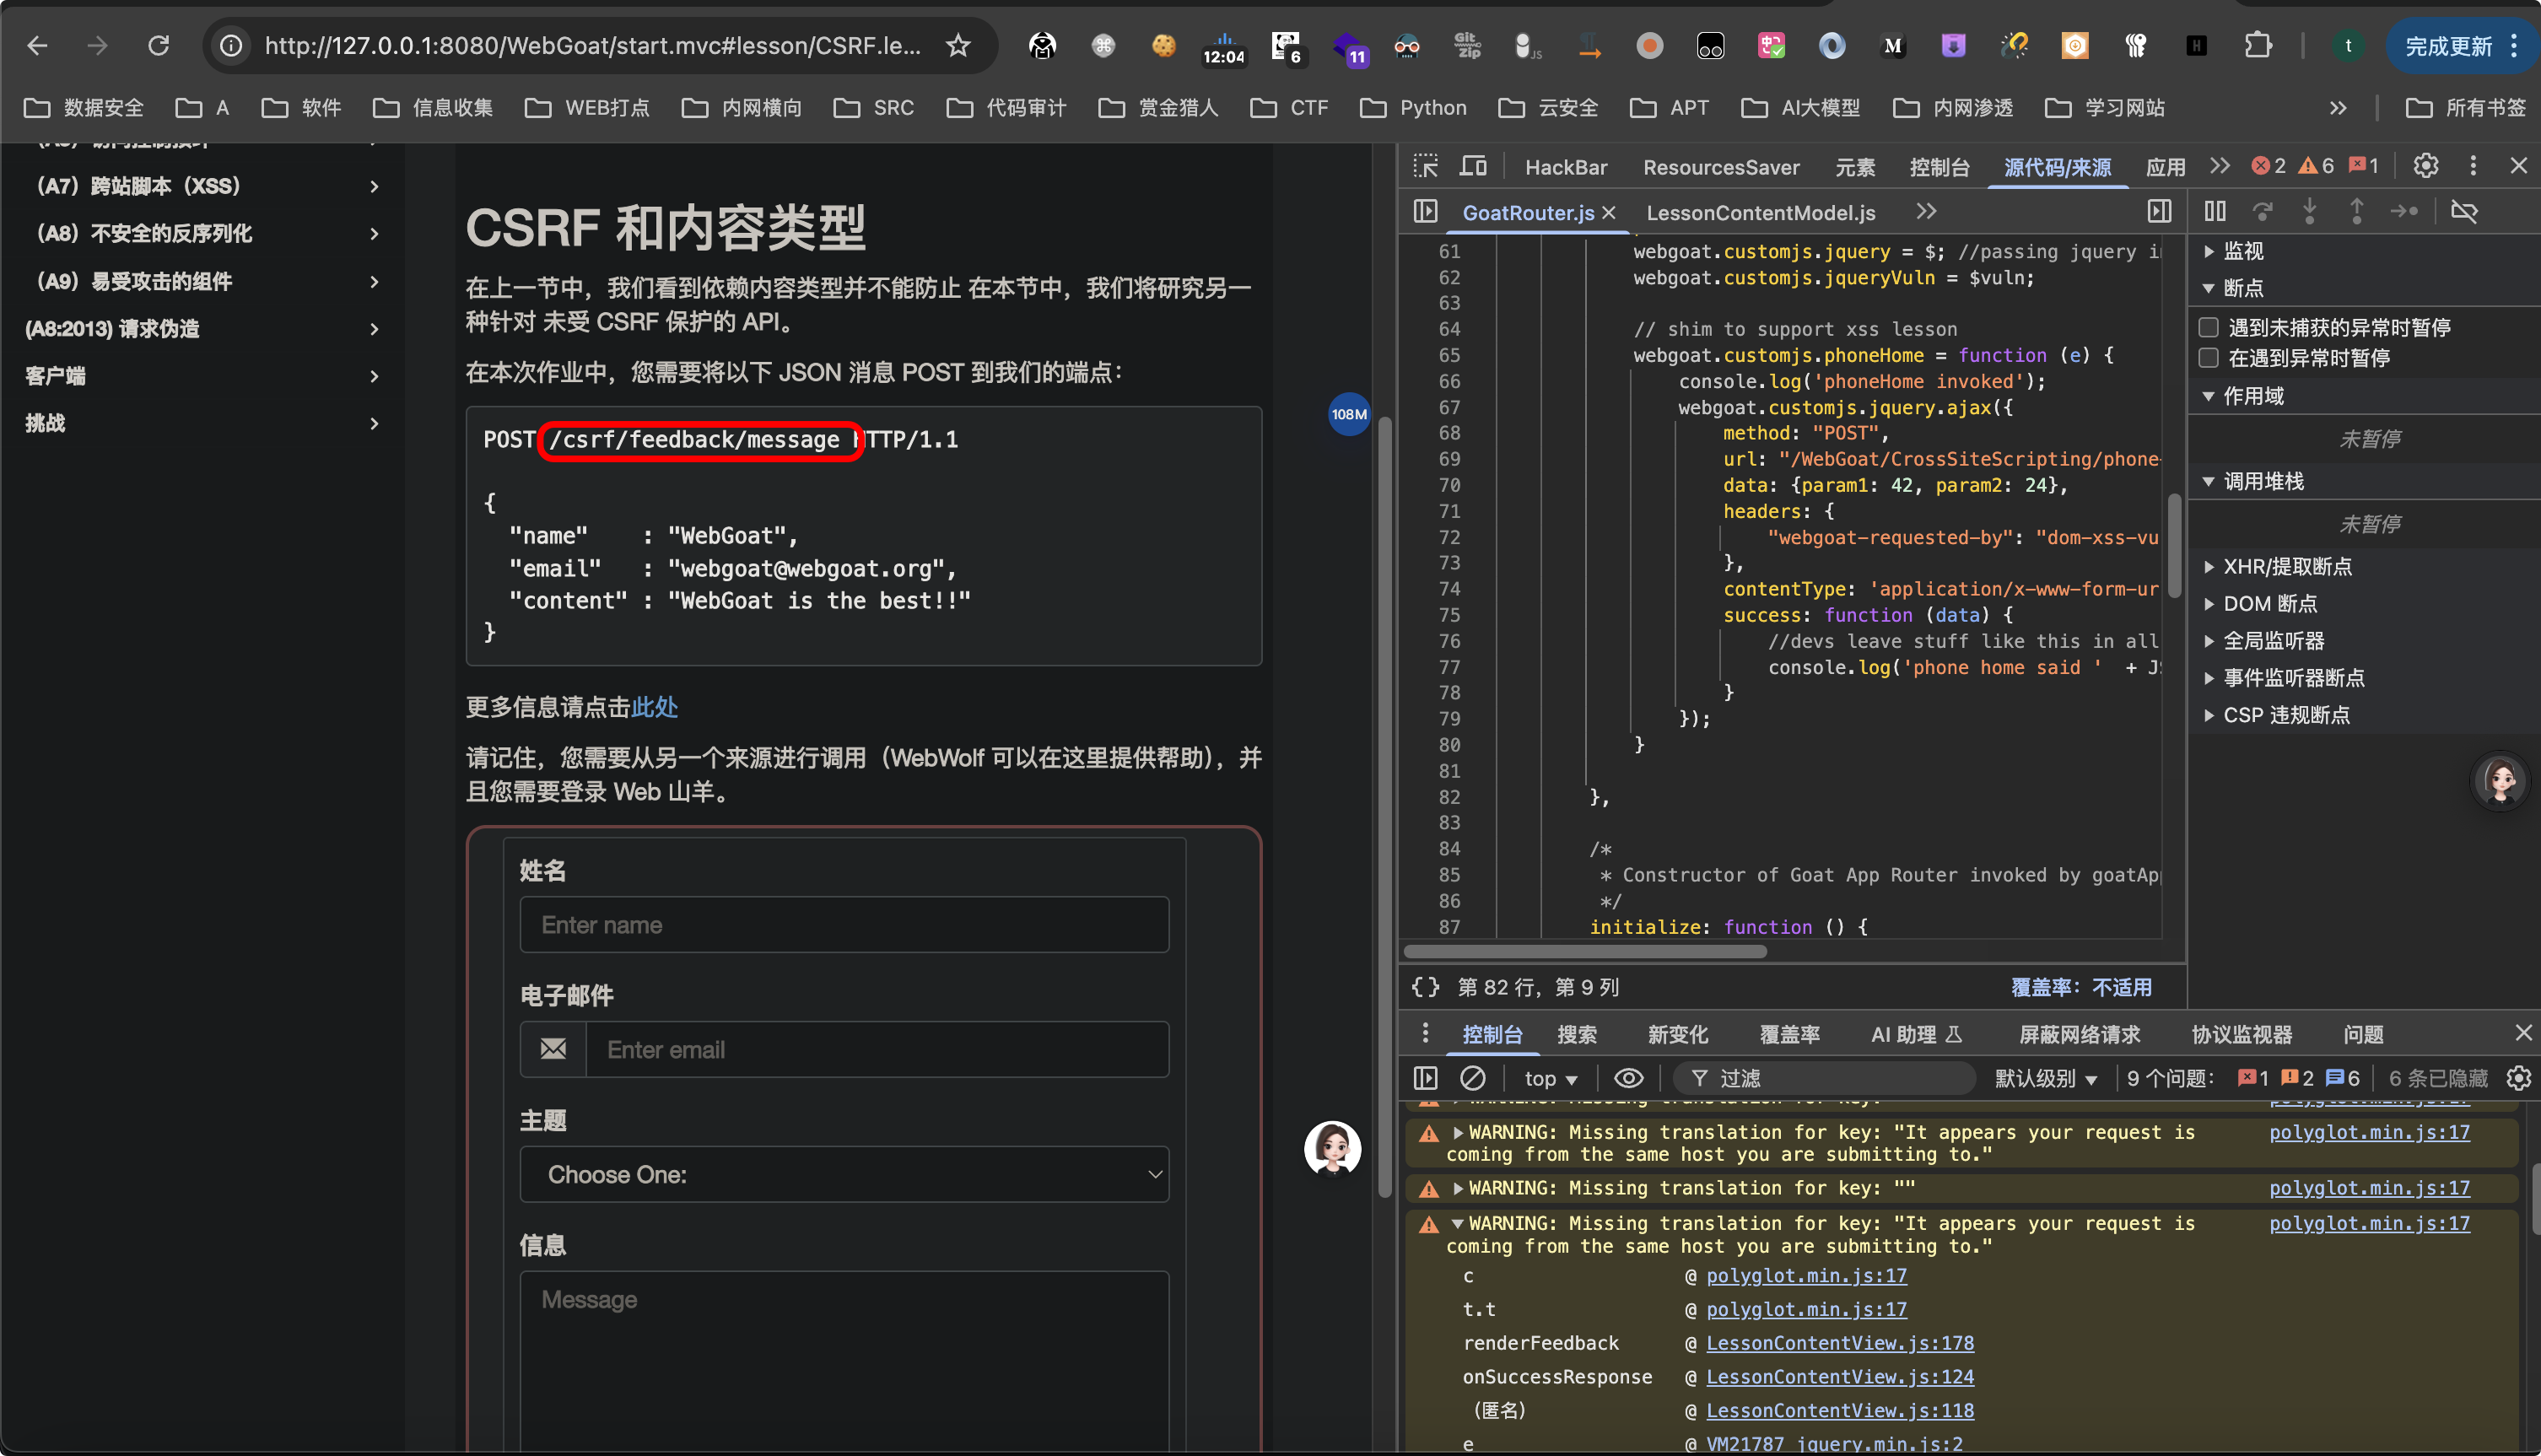 http://127.0.0.1:8080/WebGoat/start.mvc#lesson/CSRF.le...
12:04
6
11
Git Zip
JS
M
H
t
完成更新
数据安全
A
软件
信息收集
WEB打点
内网横向
SRC
代码审计
赏金猎人
CTF
Python
云安全
APT
AI大模型
内网渗透
学习网站
所有书签
（A7）跨站脚本（XSS）
（A8）不安全的反序列化
（A9）易受攻击的组件
(A8:2013) 请求伪造
客户端
挑战
CSRF 和内容类型
在上一节中，我们看到依赖内容类型并不能防止 在本节中，我们将研究另一
种针对 未受 CSRF 保护的 API。
在本次作业中，您需要将以下 JSON 消息 POST 到我们的端点：
POST /csrf/feedback/message HTTP/1.1
{
"name" : "WebGoat",
"email" : "webgoat@webgoat.org",
"content" : "WebGoat is the best!!"
}
更多信息请点击此处
请记住，您需要从另一个来源进行调用（WebWolf 可以在这里提供帮助），并
且您需要登录 Web 山羊。
姓名
Enter name
电子邮件
Enter email
主题
Choose One:
信息
Message
108M
HackBar
ResourcesSaver
元素
控制台
源代码/来源
应用
2
6
1
GoatRouter.js
LessonContentModel.js
61 webgoat.customjs.jquery = $; //passing jquery i
62 webgoat.customjs.jqueryVuln = $vuln;
63
64 // shim to support xss lesson
65 webgoat.customjs.phoneHome = function (e) {
66 console.log('phoneHome invoked');
67 webgoat.customjs.jquery.ajax({
68 method: "POST",
69 url: "/WebGoat/CrossSiteScripting/phone-
70 data: {param1: 42, param2: 24},
71 headers: {
72 "webgoat-requested-by": "dom-xss-vu
73 },
74 contentType: 'application/x-www-form-ur
75 success: function (data) {
76 //devs leave stuff like this in all
77 console.log('phone home said ' + JS
78 }
79 });
80 }
81
82 },
83
84 /*
85 * Constructor of Goat App Router invoked by goatAp
86 */
87 initialize: function () {
{} 第 82 行，第 9 列
覆盖率：不适用
监视
断点
遇到未捕获的异常时暂停
在遇到异常时暂停
作用域
未暂停
调用堆栈
未暂停
XHR/提取断点
DOM 断点
全局监听器
事件监听器断点
CSP 违规断点
控制台
搜索
新变化
覆盖率
AI 助理
屏蔽网络请求
协议监视器
问题
top
过滤
默认级别
9 个问题：
1
2
6
6 条已隐藏
WARNING: Missing translation for key: "It appears your request is polyglot.min.js:17
coming from the same host you are submitting to."
WARNING: Missing translation for key: "" polyglot.min.js:17
WARNING: Missing translation for key: "It appears your request is polyglot.min.js:17
coming from the same host you are submitting to."
c @ polyglot.min.js:17
t.t @ polyglot.min.js:17
renderFeedback @ LessonContentView.js:178
onSuccessResponse @ LessonContentView.js:124
（匿名） @ LessonContentView.js:118
e @ VM21787 jquery.min.js:2